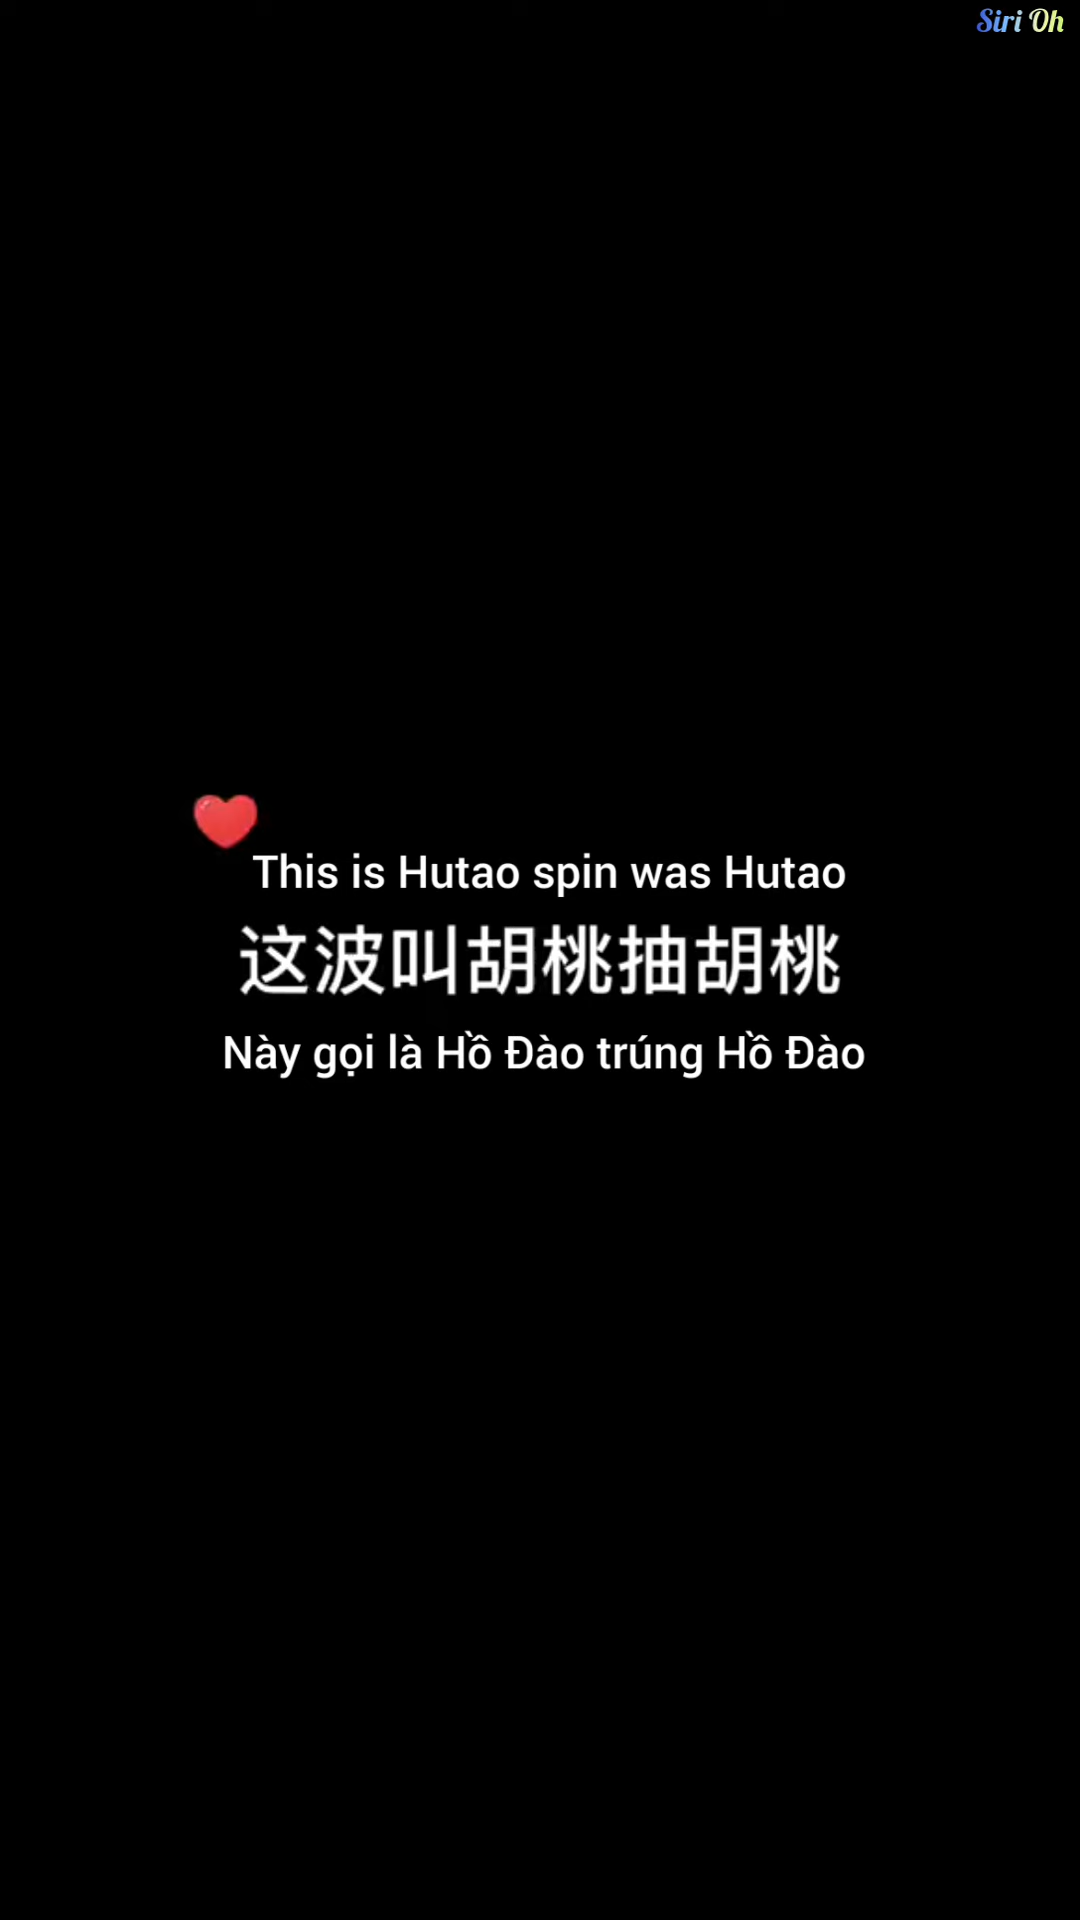 Siri Oh
This is Hutao spin was Hutao
这波叫胡桃抽胡桃
Này gọi là Hồ Đào trúng Hồ Đào